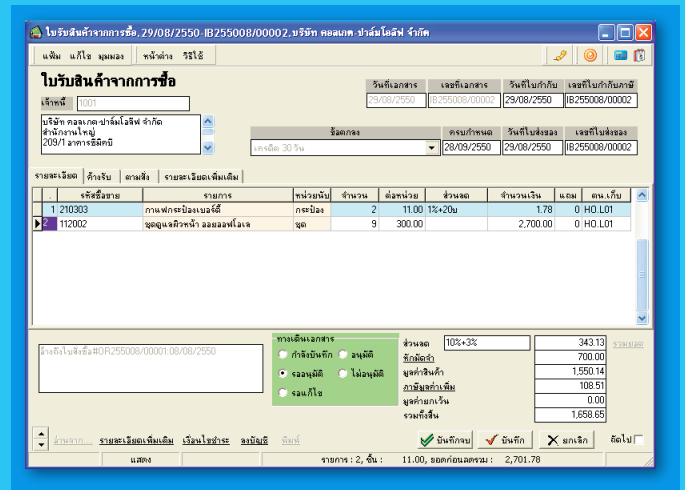 ใบรับสินค้าจากการซื้อ,29/08/2550-IB255008/00002,บริษัท คอลเกต-ปาล์มโอลีฟ จำกัด
แฟ้ม แก้ไข มุมมอง หน้าต่าง วิธีใช้
ใบรับสินค้าจากการซื้อ
วันที่เอกสาร เลขที่เอกสาร วันที่ใบกำกับ เลขที่ใบกำกับภาษี
เจ้าหนี้ 1001 29/08/2550 IB255008/00002 29/08/2550 IB255008/00002
บริษัท คอลเกต-ปาล์มโอลีฟ จำกัด
สำนักงานใหญ่
209/1 อาคารซีมิคบี
ข้อตกลง ครบกำหนด วันที่ใบส่งของ เลขที่ใบส่งของ
เครดิต 30 วัน 28/09/2550 29/08/2550 IB255008/00002
รายละเอียด ค้างรับ ตามสั่ง รายละเอียดเพิ่มเติม
. รหัสซื้อขาย รายการ หน่วยนับ จำนวน ต่อหน่วย ส่วนลด จำนวนเงิน แถม ตน.เก็บ
1 210303 กาแฟกระป๋องเบอร์ดี้ กระป๋อง 2 11.00 1%+20บ 1.78 0 HO.L01
2 112002 ชุดดูแลผิวหน้า ออยออฟโอเล ชุด 9 300.00 2,700.00 0 HO.L01
อ้างถึงใบสั่งซื้อ#OR255008/00001:08/08/2550
ทางเดินเอกสาร
กำลังบันทึก อนุมัติ
รออนุมัติ ไม่อนุมัติ
รอแก้ไข
ส่วนลด 10%+3% 343.13 รวมยอด
หักมัดจำ 700.00
มูลค่าสินค้า 1,550.14
ภาษีมูลค่าเพิ่ม 108.51
มูลค่ายกเว้น 0.00
รวมทั้งสิ้น 1,658.65
อ่านจาก... รายละเอียดเพิ่มเติม เงื่อนไขชำระ ลงบัญชี พิมพ์ บันทึกจบ บันทึก ยกเลิก ถัดไป
แสดง รายการ : 2, ชิ้น : 11.00, ยอดก่อนลดรวม : 2,701.78